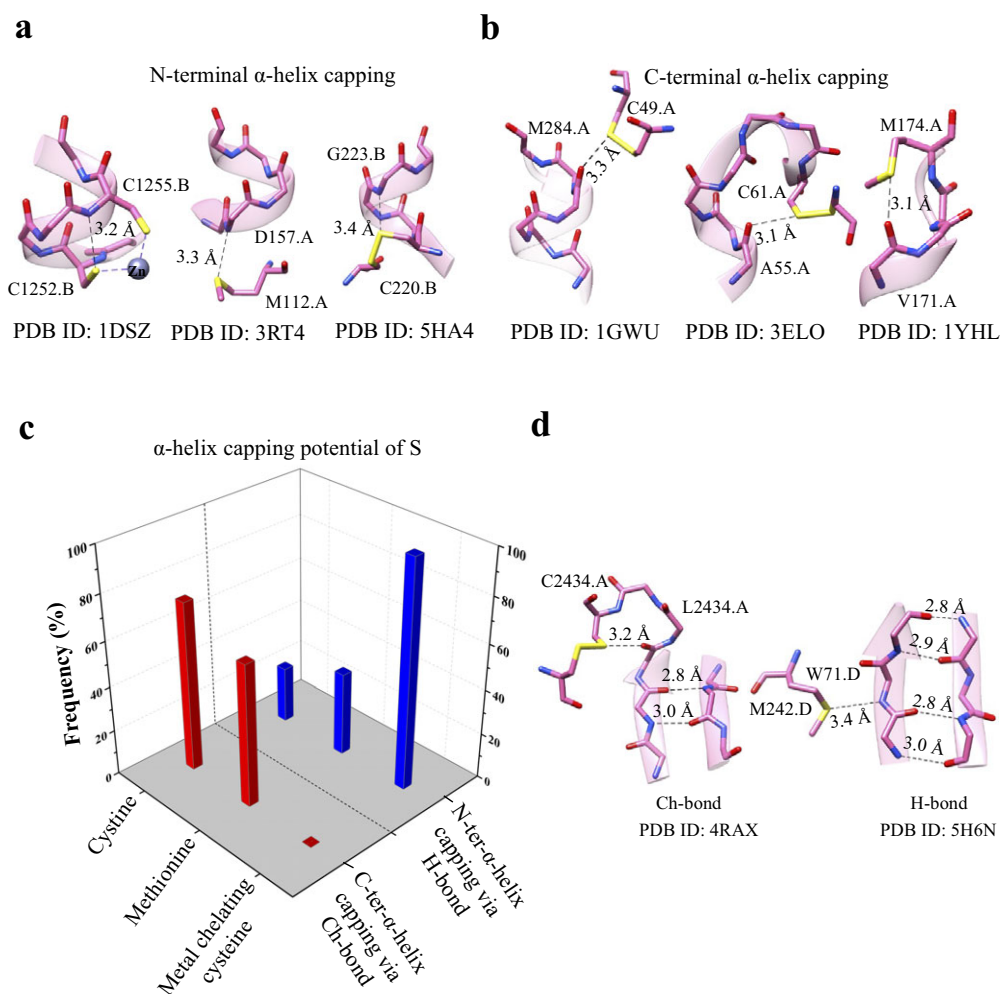 a
N-terminal α-helix capping
C1255.B
3.2 Å
Zn
C1252.B
PDB ID: 1DSZ
D157.A
3.3 Å
M112.A
PDB ID: 3RT4
G223.B
3.4 Å
C220.B
PDB ID: 5HA4
b
C-terminal α-helix capping
M284.A
C49.A
3.3 Å
PDB ID: 1GWU
C61.A
3.1 Å
A55.A
PDB ID: 3ELO
M174.A
3.1 Å
V171.A
PDB ID: 1YHL
c
α-helix capping potential of S
Frequency (%)
100
80
60
40
20
0
100
80
60
40
20
0
Cystine
Methionine
Metal chelating
cysteine
C-ter-α-helix
capping via
Ch-bond
N-ter-α-helix
capping via
H-bond
d
C2434.A
L2434.A
3.2 Å
2.8 Å
3.0 Å
Ch-bond
PDB ID: 4RAX
W71.D
M242.D
3.4 Å
2.8 Å
2.9 Å
2.8 Å
3.0 Å
H-bond
PDB ID: 5H6N